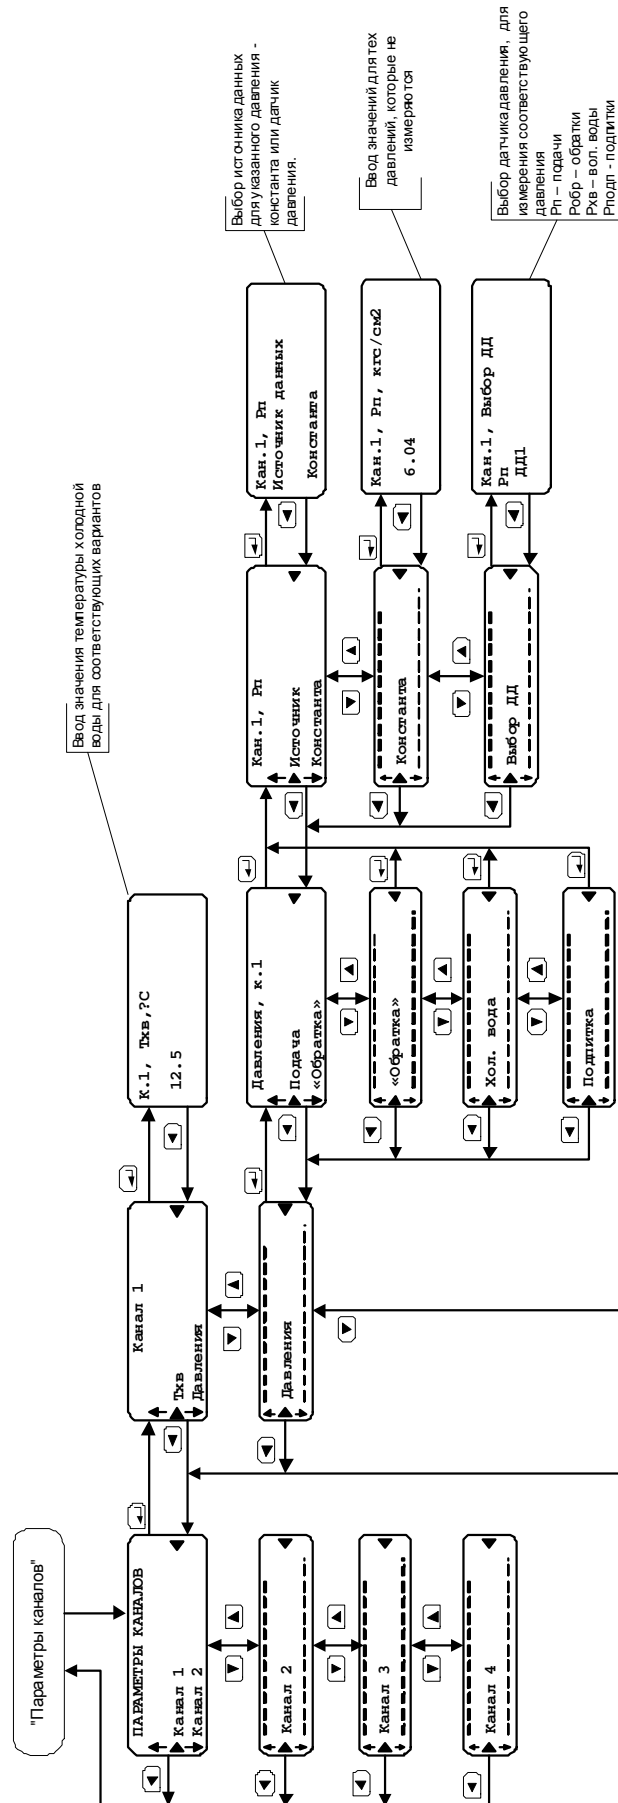 "Параметры каналов"
ПАРАМЕТРЫ КАНАЛОВ
Канал 1
Канал 2
Канал 2
Канал 3
Канал 4
Канал 1
Тхв
Давления
Давления
К.1, Тхв,?С
12.5
Ввод значения температуры холодной
воды для соответствующих вариантов
Давления, к.1
Подача
«Обратка»
«Обратка»
Хол. вода
Подпитка
Кан.1, Рп
Источник
Константа
Константа
Выбор ДД
Кан.1, Рп
Источник данных
Константа
Кан.1, Рп, кгс/см2
6.04
Кан.1, Выбор ДД
Рп
ДД1
Выбор источника данных
для указанного давления -
константа или датчик
давления.
Ввод значений для тех
давлений, которые не
измеряются
Выбор датчика давления, для
измерения соответствующего
давления
Рп – подачи
Робр – обратки
Рхв – вол. воды
Рподп - подпитки